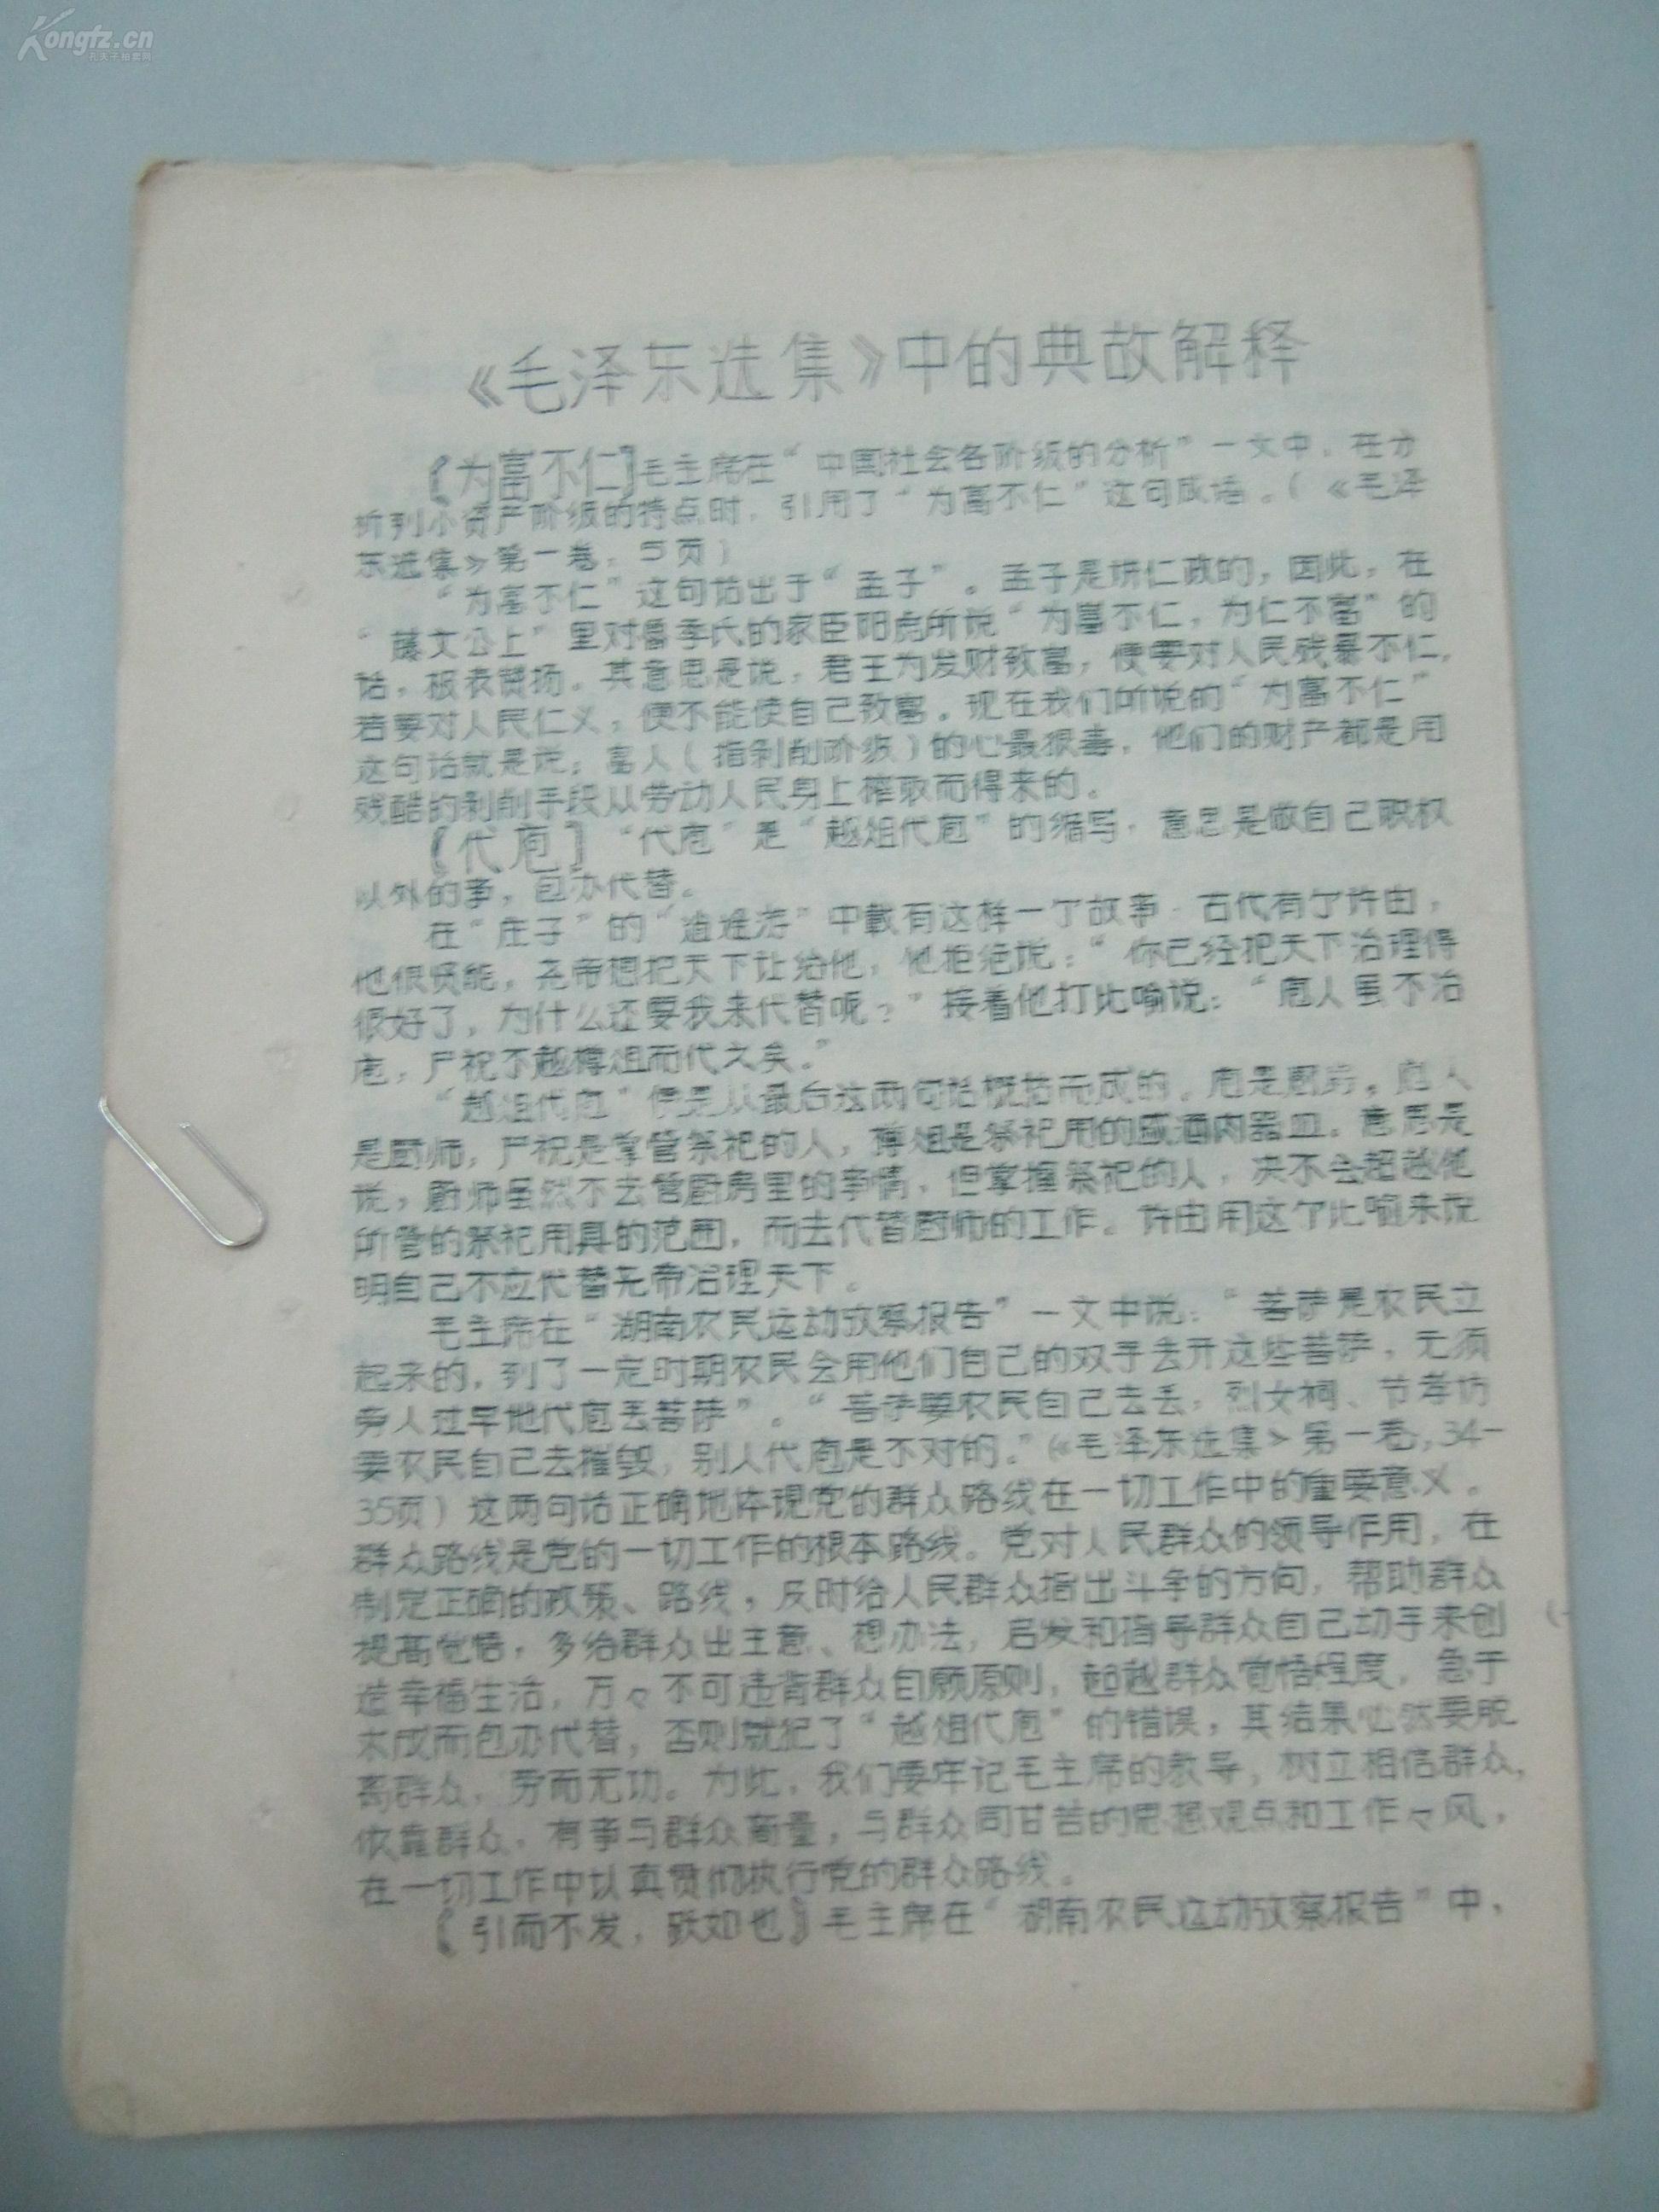 Kongfz.cn
孔夫子拍卖网
《毛泽东选集》中的典故解释
〖为富不仁〗毛主席在“中国社会各阶级的分析”一文中，在分
析到小资产阶级的特点时，引用了“为富不仁”这句成语。（《毛泽
东选集》第一卷，5页）
“为富不仁”这句话出于“孟子”。孟子是讲仁政的，因此，在
“藤文公上”里对鲁季氏的家臣阳虎所说“为富不仁，为仁不富”的
话，极表赞扬。其意思是说，君王为发财致富，便要对人民残暴不仁，
若要对人民仁义，便不能使自己致富。现在我们所说的“为富不仁”
这句话就是说：富人（指剥削阶级）的心最狠毒，他们的财产都是用
残酷的剥削手段从劳动人民身上榨取而得来的。
〖代庖〗“代庖”是“越俎代庖”的缩写，意思是做自己职权
以外的事，包办代替。
在“庄子”的“逍遥游”中载有这样一个故事：古代有个许由，
他很贤能，尧帝想把天下让给他，他拒绝说：“你已经把天下治理得
很好了，为什么还要我来代替呢？”接着他打比喻说：“庖人虽不治
庖，尸祝不越樽俎而代之矣。”
“越俎代庖”便是从最后这两句话概括而成的。庖是厨房，庖人
是厨师，尸祝是掌管祭祀的人，樽俎是祭祀用的盛酒肉器皿。意思是
说，厨师虽然不去管厨房里的事情，但掌握祭祀的人，决不会超越他
所管的祭祀用具的范围，而去代替厨师的工作。许由用这个比喻来说
明自己不应代替尧帝治理天下。
毛主席在“湖南农民运动攷察报告”一文中说：“菩萨是农民立
起来的，到了一定时期农民会用他们自己的双手去开这些菩萨，无须
旁人过早地代庖丢菩萨”。“菩萨要农民自己去丢，烈女祠、节孝坊
要农民自己去摧毁，别人代庖是不对的。”（《毛泽东选集》第一卷，34-
35页）这两句话正确地体现党的群众路线在一切工作中的重要意义。
群众路线是党的一切工作的根本路线。党对人民群众的领导作用，在
制定正确的政策、路线，及时给人民群众指出斗争的方向，帮助群众
提高觉悟，多给群众出主意、想办法，启发和指导群众自己动手来创
造幸福生活，万々不可违背群众自愿原则，超越群众觉悟程度，急于
求成而包办代替，否则就犯了“越俎代庖”的错误，其结果必然要脱
离群众，劳而无功。为此，我们要牢记毛主席的教导，树立相信群众，
依靠群众，有事与群众商量，与群众同甘苦的思想观点和工作々风，
在一切工作中认真贯彻执行党的群众路线。
〖引而不发，跃如也〗毛主席在“湖南农民运动攷察报告”中，